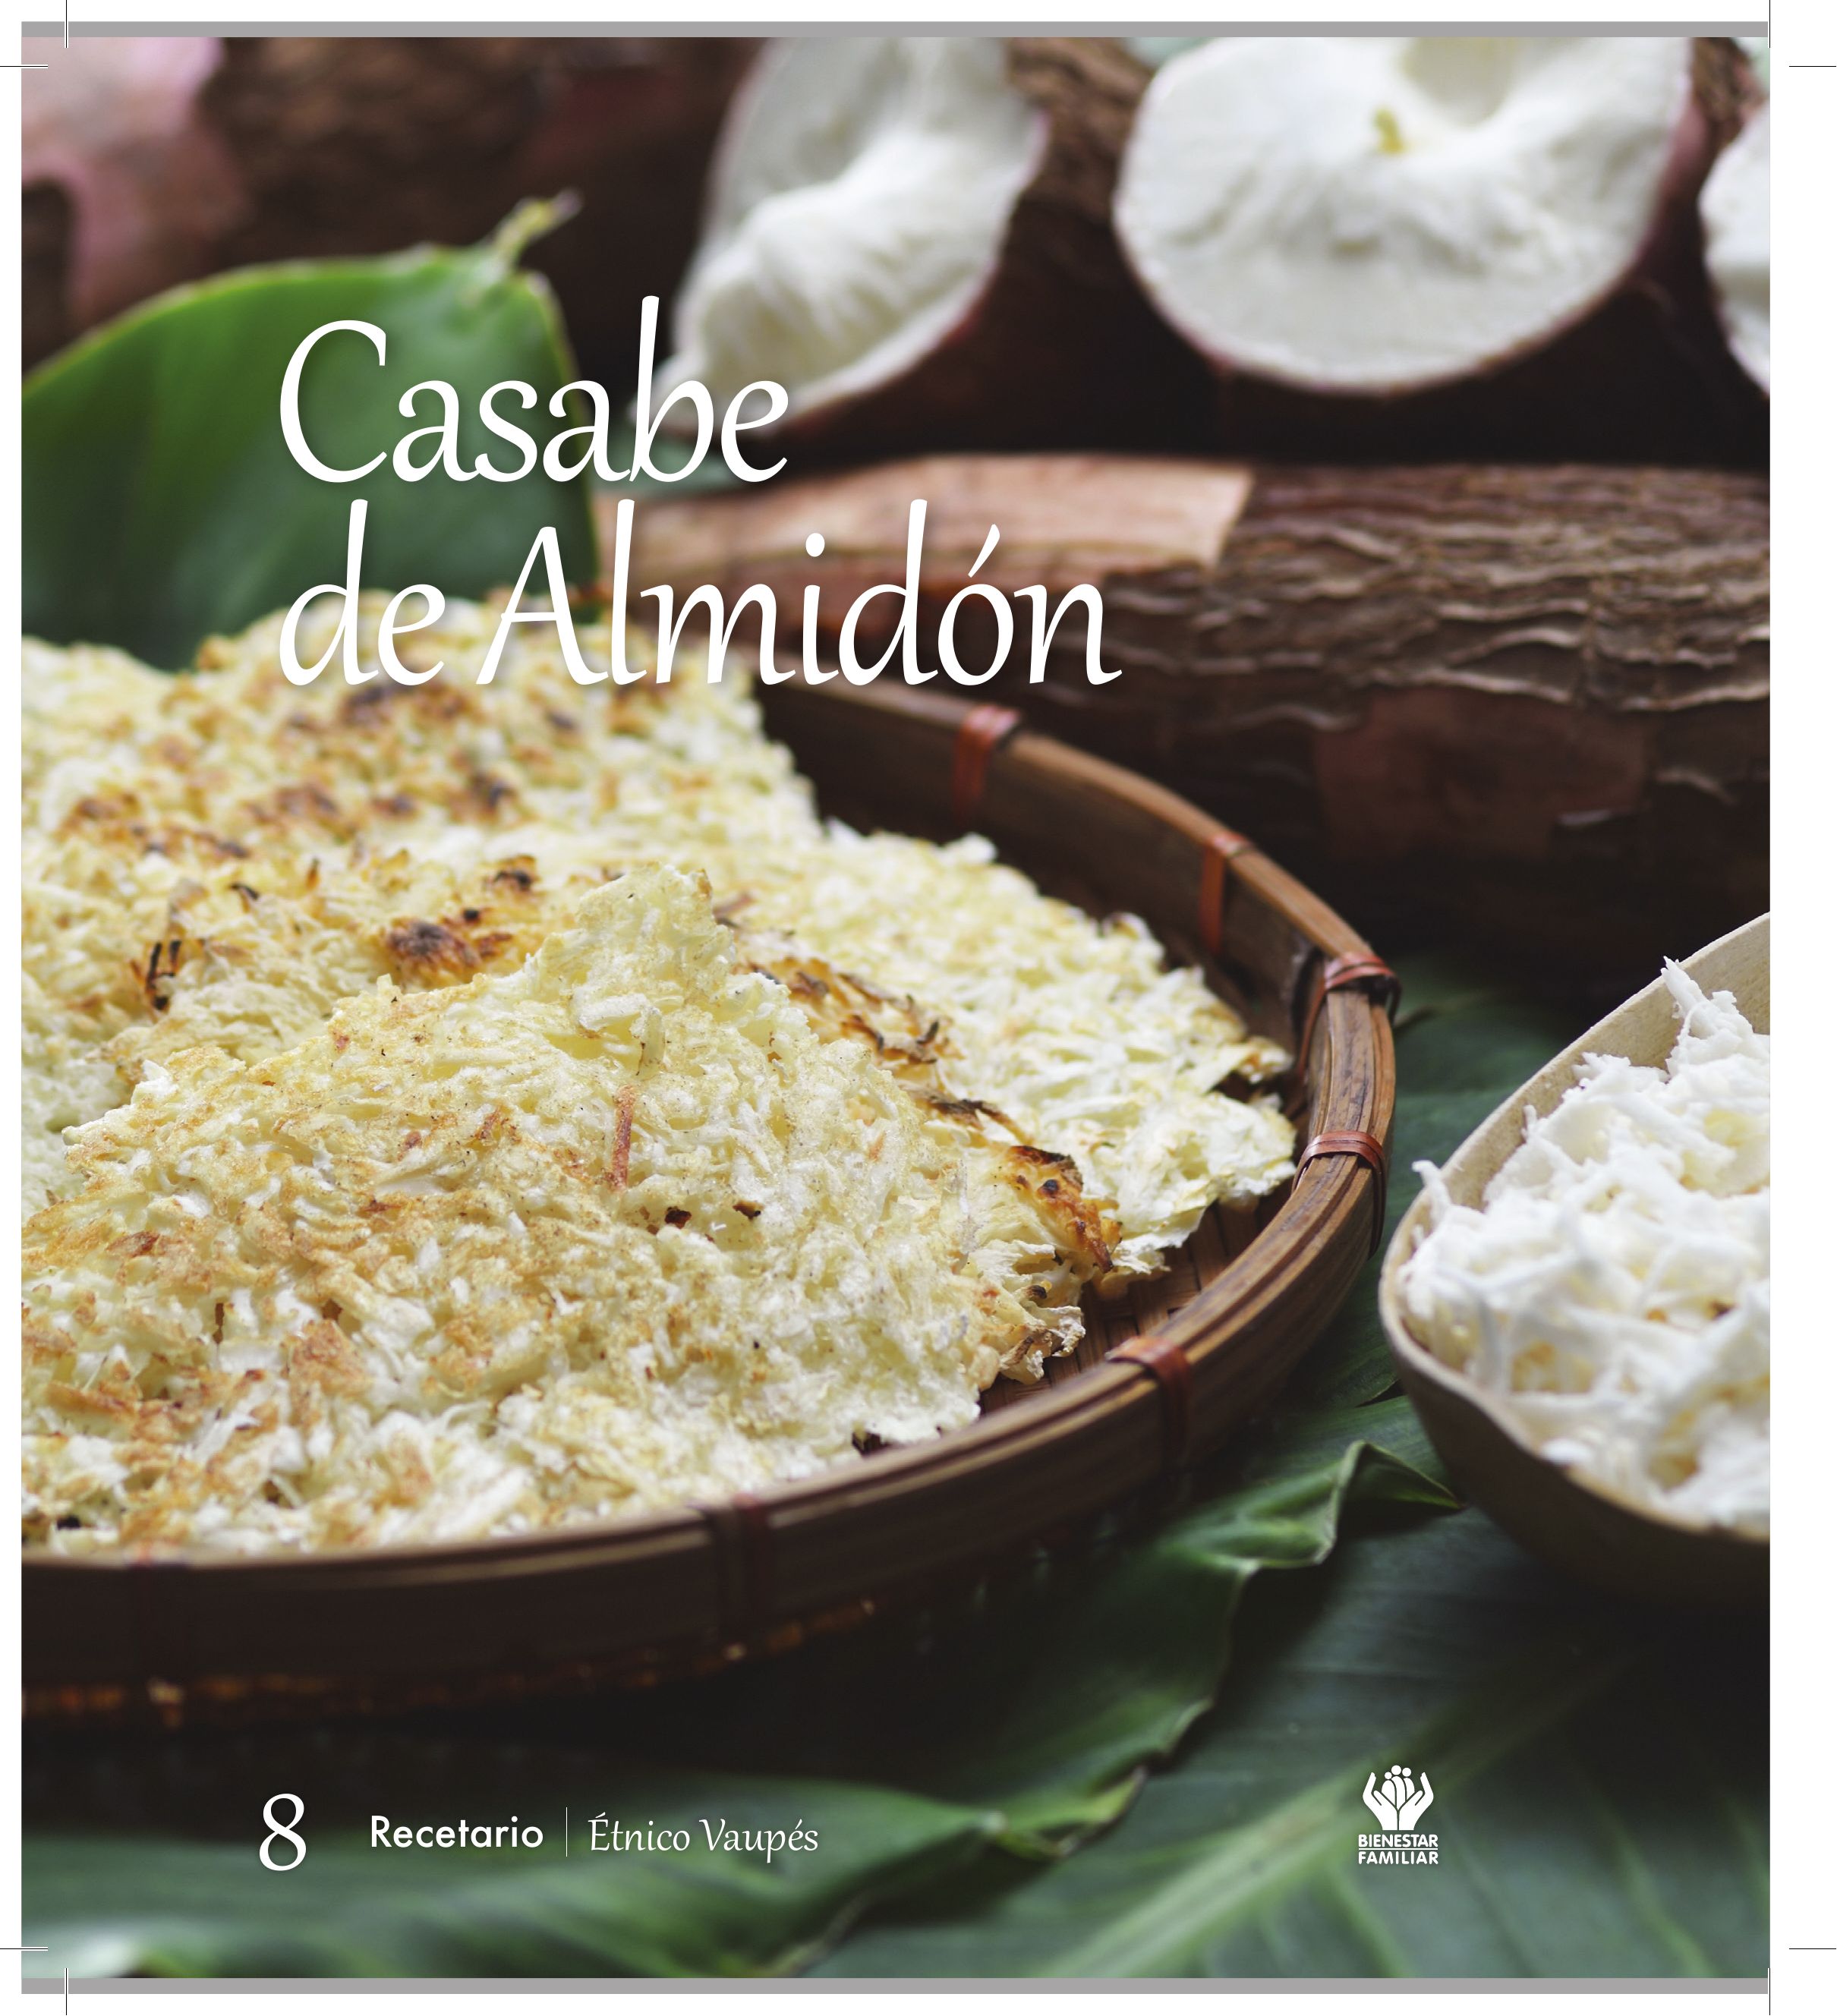 Casabe
de Almidón
8 Recetario | Étnico Vaupés
BIENESTAR
FAMILIAR